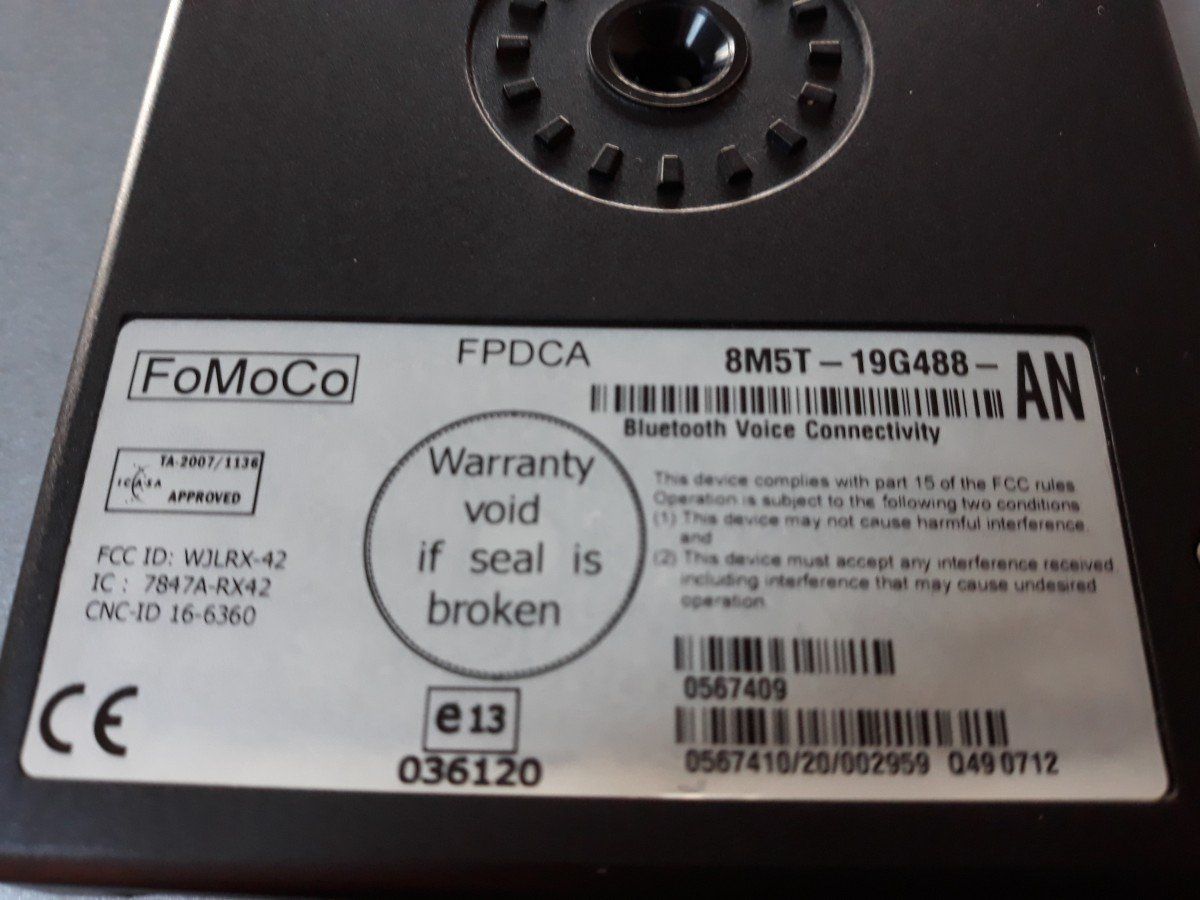 FoMoCo
FPDCA
8M5T-19G488-AN
Bluetooth Voice Connectivity
TA-2007/1136
ICASA
APPROVED
FCC ID: WJLRX-42
IC : 7847A-RX42
CNC-ID 16-6360
Warranty
void
if seal is
broken
This device complies with part 15 of the FCC rules
Operation is subject to the following two conditions
(1) This device may not cause harmful interference.
and
(2) This device must accept any interference received
including interference that may cause undesired
operation.
0567409
0567410/20/002959 Q49 0712
CE
e13
036120